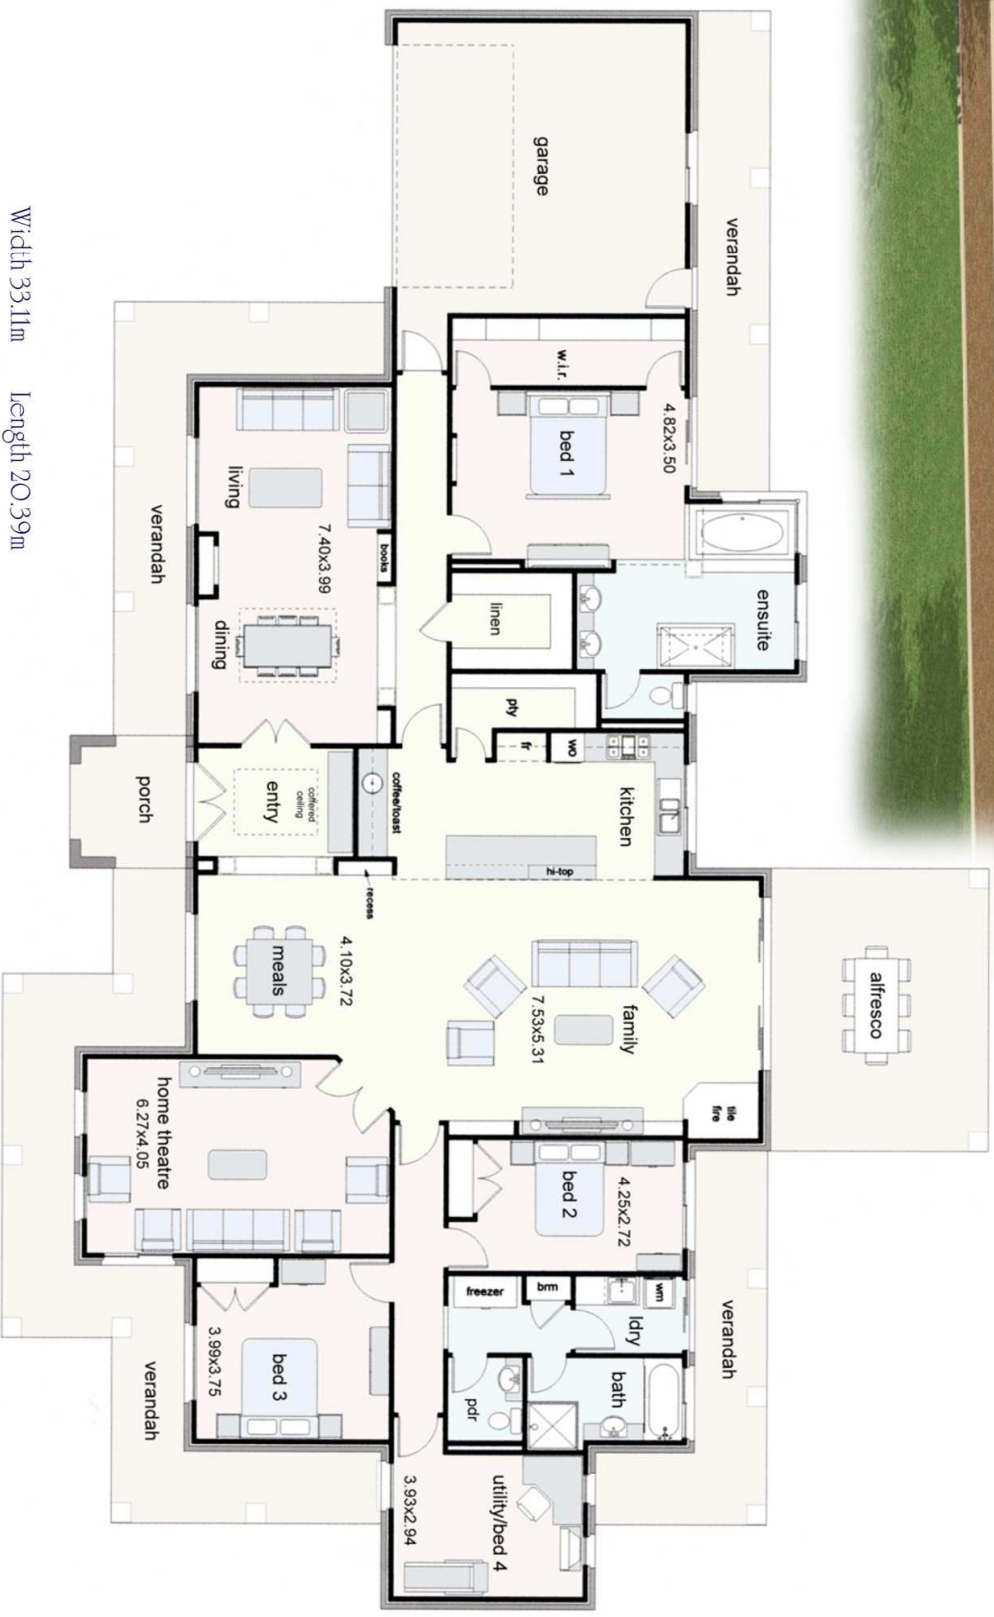 garage
verandah
w.i.r.
bed 1
4.82x3.50
ensuite
linen
pty
fr
wo
kitchen
hi-top
living
7.40x3.99
books
dining
verandah
porch
entry
coffered
ceiling
coffee/toast
recess
meals
4.10x3.72
family
7.53x5.31
alfresco
tile
fire
home theatre
6.27x4.05
bed 2
4.25x2.72
freezer
brm
wm
ldry
bath
pdr
verandah
bed 3
3.99x3.75
verandah
utility/bed 4
3.93x2.94
Width 33.11m Length 20.39m